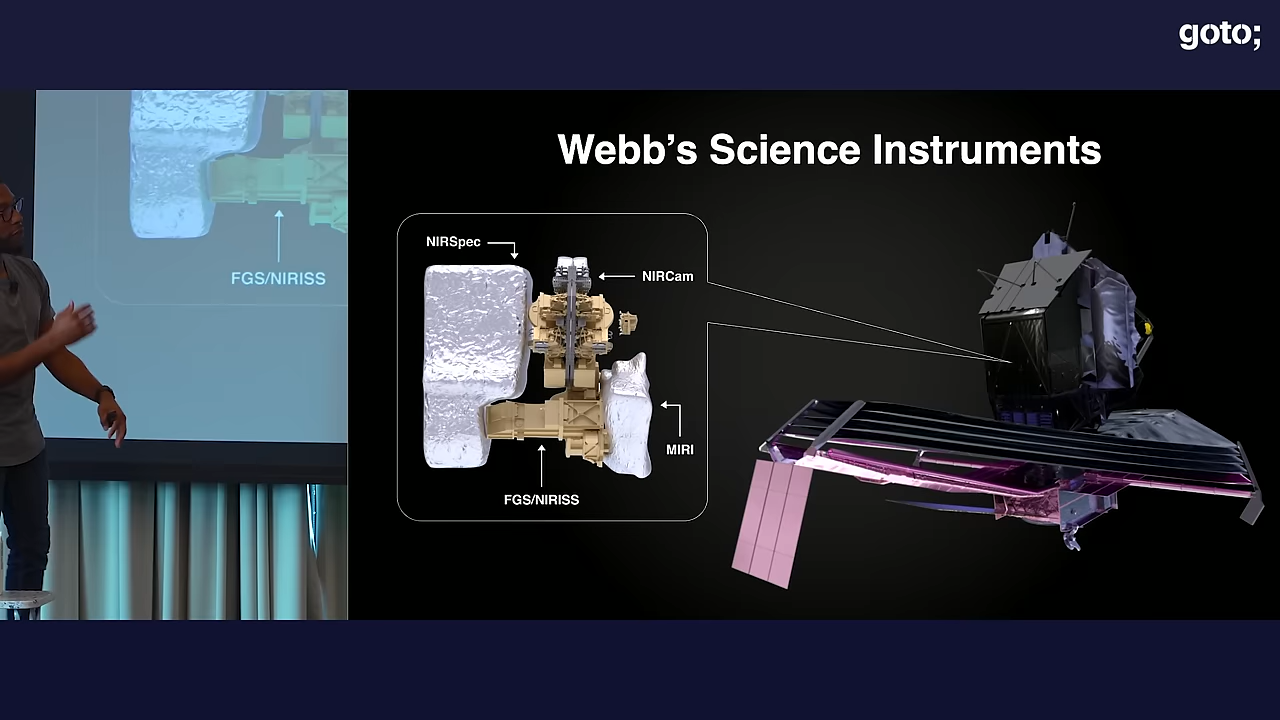 goto;
Webb's Science Instruments
NIRSpec
NIRCam
MIRI
FGS/NIRISS
FGS/NIRISS